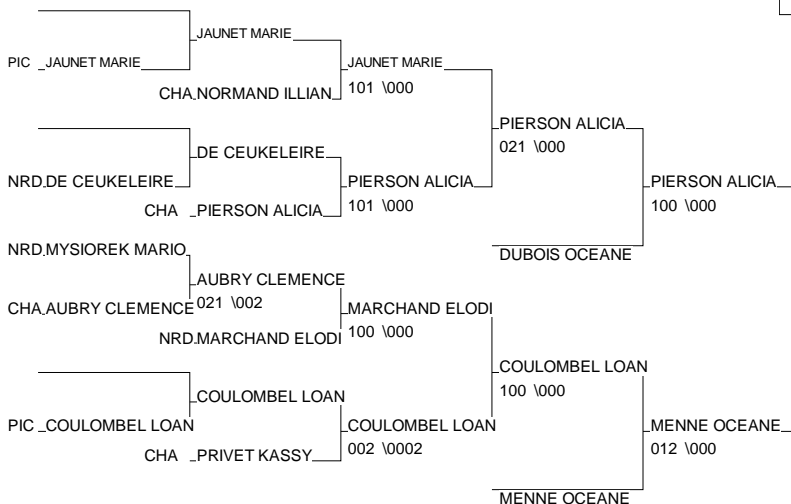 JAUNET MARIE
PIC JAUNET MARIE JAUNET MARIE
CHA NORMAND ILLIAN 101 \000
PIERSON ALICIA
DE CEUKELEIRE 021 \000
NRD DE CEUKELEIRE PIERSON ALICIA PIERSON ALICIA
CHA PIERSON ALICIA 101 \000 100 \000
NRD MYSIOREK MARIO DUBOIS OCEANE
AUBRY CLEMENCE
CHA AUBRY CLEMENCE 021 \002 MARCHAND ELODI
NRD MARCHAND ELODI 100 \000
COULOMBEL LOAN
COULOMBEL LOAN 100 \000
PIC COULOMBEL LOAN COULOMBEL LOAN MENNE OCEANE
CHA PRIVET KASSY 002 \0002 012 \000
MENNE OCEANE